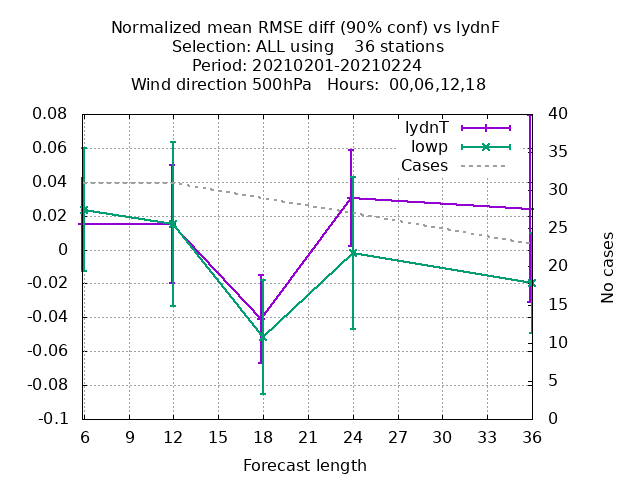 Normalized mean RMSE diff (90% conf) vs lydnF
Selection: ALL using    36 stations
Period: 20210201-20210224
Wind direction 500hPa   Hours:  00,06,12,18
lydnT
lowp
Cases
0.08
0.06
0.04
0.02
0
-0.02
-0.04
-0.06
-0.08
-0.1
40
35
30
25
20
15
10
5
0
No cases
6 9 12 15 18 21 24 27 30 33 36
Forecast length